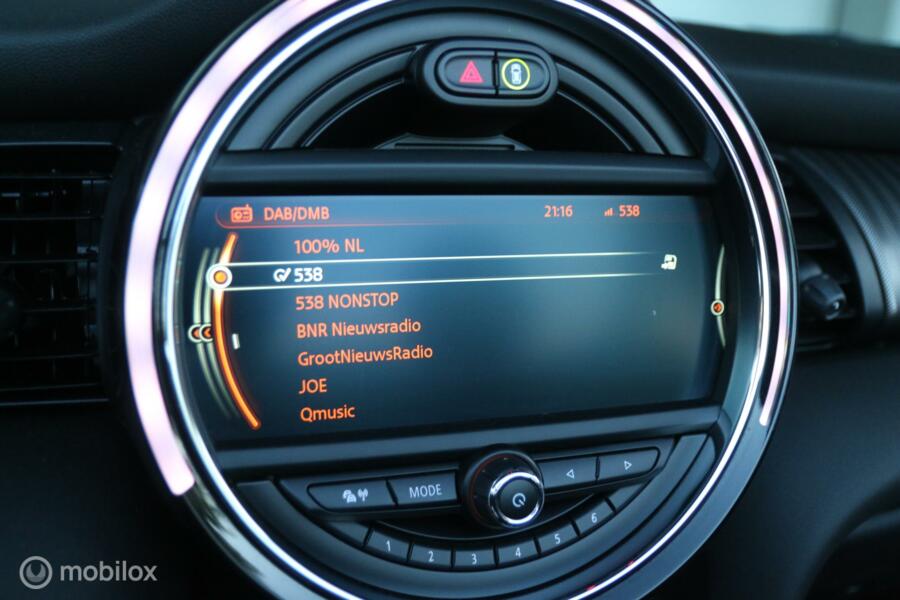 DAB/DMB 21:16 538
100% NL
538
538 NONSTOP
BNR Nieuwsradio
GrootNieuwsRadio
JOE
Qmusic
MODE
1 2 3 4 5 6
mobilox